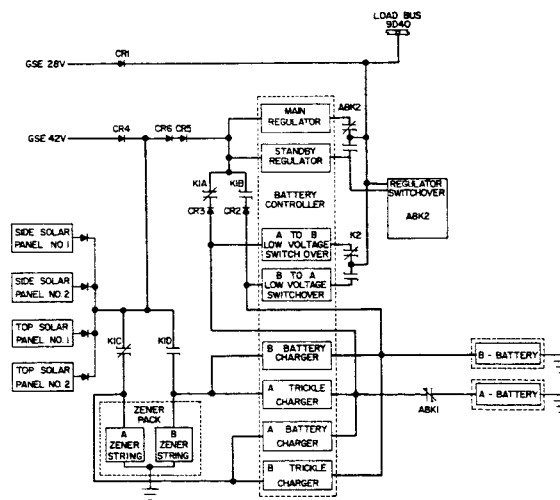 LOAD BUS
9D40
CR1
GSE 28V
MAIN
REGULATOR
A8K2
CR4
CR6 CR5
GSE 42V
STANDBY
REGULATOR
REGULATOR
SWITCHOVER
A8K2
K1A
K1B
BATTERY
CONTROLLER
CR3
CR2
K2
A TO B
LOW VOLTAGE
SWITCH OVER
B TO A
LOW VOLTAGE
SWITCHOVER
SIDE SOLAR
PANEL NO. 1
SIDE SOLAR
PANEL NO. 2
TOP SOLAR
PANEL NO. 1
TOP SOLAR
PANEL NO. 2
K1C
K1D
B BATTERY
CHARGER
B - BATTERY
A TRICKLE
CHARGER
A - BATTERY
A8K1
ZENER
PACK
A
ZENER
STRING
B
ZENER
STRING
A BATTERY
CHARGER
B TRICKLE
CHARGER